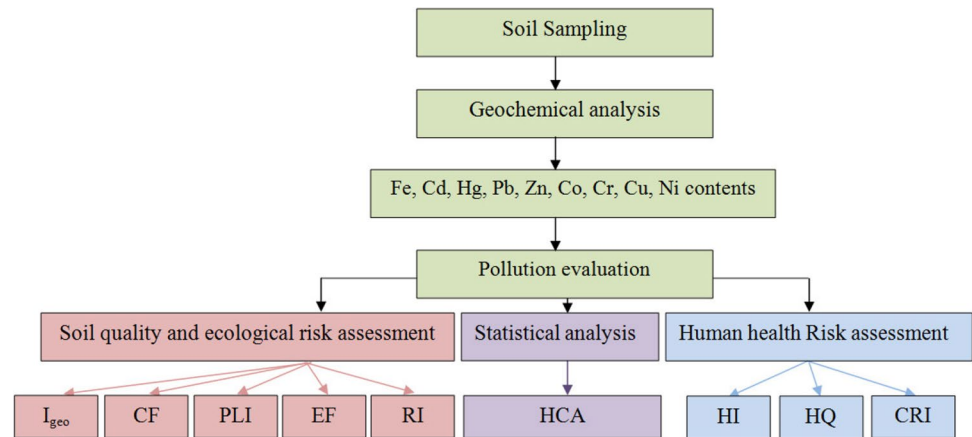 Soil Sampling
Geochemical analysis
Fe, Cd, Hg, Pb, Zn, Co, Cr, Cu, Ni contents
Pollution evaluation
Soil quality and ecological risk assessment
Statistical analysis
Human health Risk assessment
Igeo
CF
PLI
EF
RI
HCA
HI
HQ
CRI